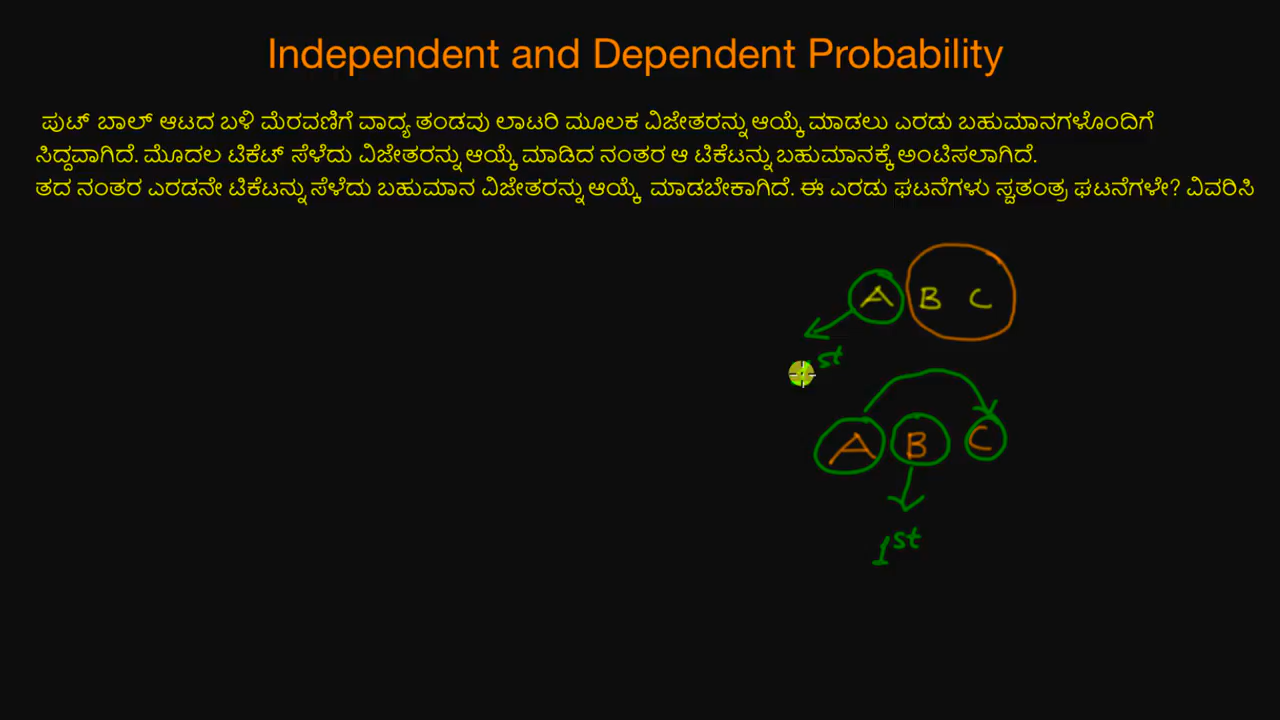 Independent and Dependent Probability
ಪುಟ್ ಬಾಲ್ ಆಟದ ಬಳಿ ಮೆರವಣಿಗೆ ವಾದ್ಯ ತಂಡವು ಲಾಟರಿ ಮೂಲಕ ವಿಜೇತರನ್ನು ಆಯ್ಕೆ ಮಾಡಲು ಎರಡು ಬಹುಮಾನಗಳೊಂದಿಗೆ
ಸಿದ್ದವಾಗಿದೆ. ಮೊದಲ ಟಿಕೆಟ್ ಸೆಳೆದು ವಿಜೇತರನ್ನು ಆಯ್ಕೆ ಮಾಡಿದ ನಂತರ ಆ ಟಿಕೆಟನ್ನು ಬಹುಮಾನಕ್ಕೆ ಅಂಟಿಸಲಾಗಿದೆ.
ತದ ನಂತರ ಎರಡನೇ ಟಿಕೆಟನ್ನು ಸೆಳೆದು ಬಹುಮಾನ ವಿಜೇತರನ್ನು ಆಯ್ಕೆ ಮಾಡಬೇಕಾಗಿದೆ. ಈ ಎರಡು ಘಟನೆಗಳು ಸ್ವತಂತ್ರ ಘಟನೆಗಳೇ? ವಿವರಿಸಿ
A B C
st
A B C
1st